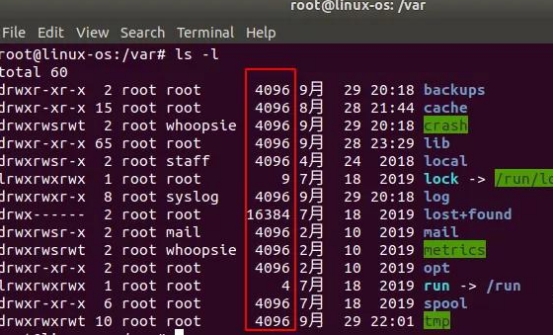 root@linux-os: /var
File Edit View Search Terminal Help
root@linux-os:/var# ls -l
total 60
drwxr-xr-x 2 root root 4096 9月 29 20:18 backups
drwxr-xr-x 15 root root 4096 8月 28 21:44 cache
drwxrwsrwt 2 root whoopsie 4096 9月 29 20:18 crash
drwxr-xr-x 65 root root 4096 9月 28 23:29 lib
drwxrwsr-x 2 root staff 4096 4月 24 2018 local
lrwxrwxrwx 1 root root 9 7月 18 2019 lock -> /run/lo
drwxrwxr-x 8 root syslog 4096 9月 29 20:18 log
drwx------ 2 root root 16384 7月 18 2019 lost+found
drwxrwsr-x 2 root mail 4096 2月 10 2019 mail
drwxrwsrwt 2 root whoopsie 4096 2月 10 2019 metrics
drwxr-xr-x 2 root root 4096 2月 10 2019 opt
lrwxrwxrwx 1 root root 4 7月 18 2019 run -> /run
drwxr-xr-x 6 root root 4096 7月 18 2019 spool
drwxrwxrwt 10 root root 4096 9月 29 22:01 tmp